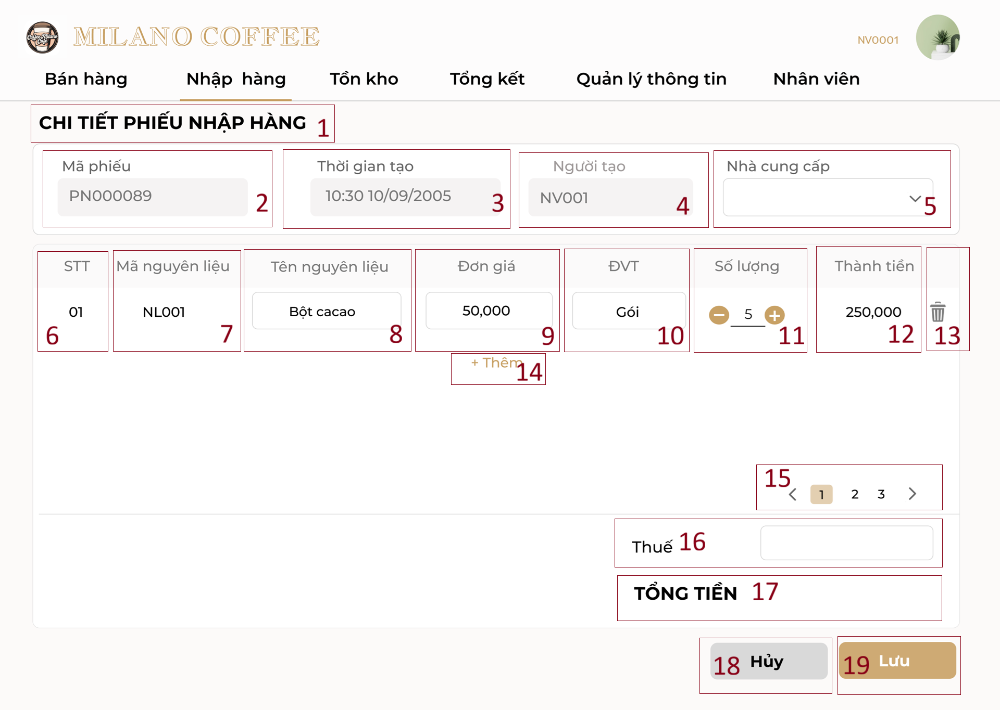 Coffee Milano
Cafe
MILANO COFFEE
NV0001
Bán hàng
Nhập hàng
Tồn kho
Tổng kết
Quản lý thông tin
Nhân viên
CHI TIẾT PHIẾU NHẬP HÀNG 1
Mã phiếu
PN000089
2
Thời gian tạo
10:30 10/09/2005
3
Người tạo
NV001
4
Nhà cung cấp
5
STT
Mã nguyên liệu
Tên nguyên liệu
Đơn giá
ĐVT
Số lượng
Thành tiền
01
NL001
Bột cacao
50,000
Gói
5
250,000
6
7
8
9
10
11
12
13
+ Thêm
14
15
1 2 3
Thuế 16
TỔNG TIỀN 17
18 Hủy
19 Lưu